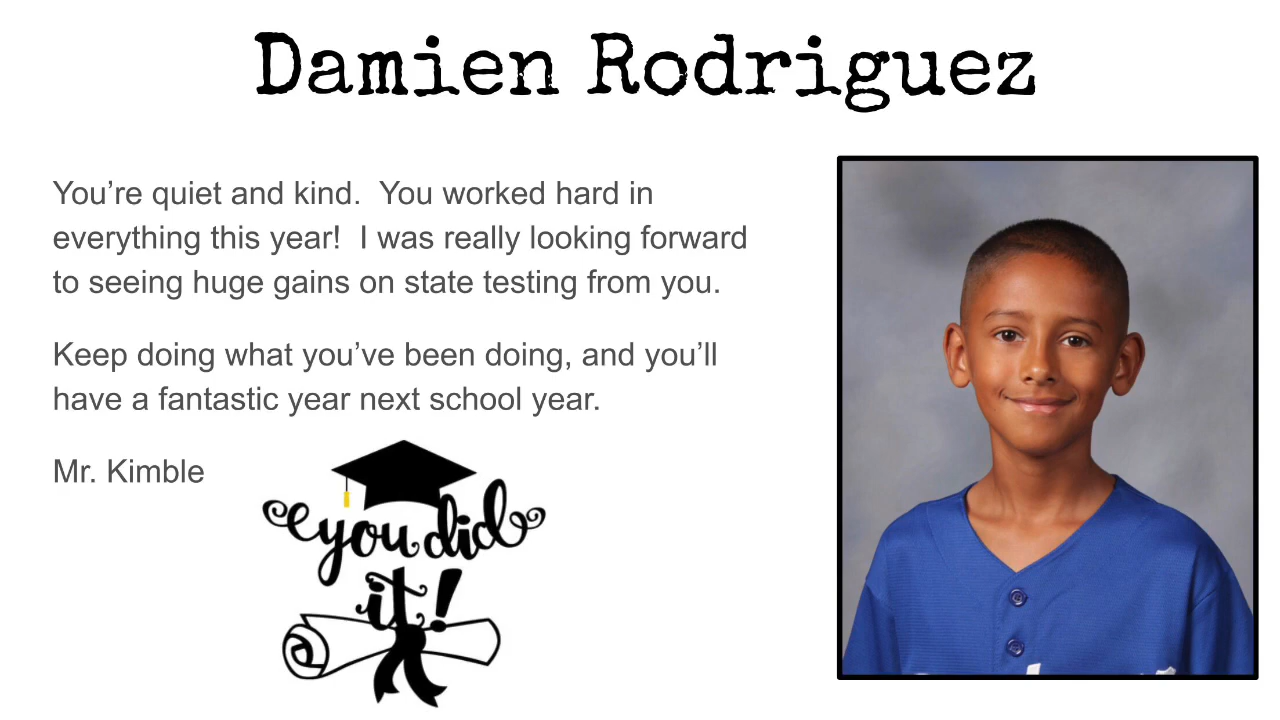 Damien Rodriguez
You’re quiet and kind.  You worked hard in
everything this year!  I was really looking forward
to seeing huge gains on state testing from you.
Keep doing what you’ve been doing, and you’ll
have a fantastic year next school year.
Mr. Kimble
you did
it!